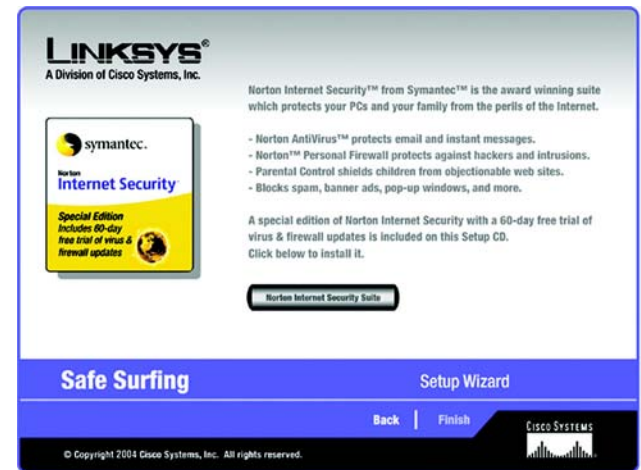 LINKSYS®
A Division of Cisco Systems, Inc.
symantec.
Norton
Internet Security
Special Edition
Includes 60-day
free trial of virus &
firewall updates
Norton Internet Security™ from Symantec™ is the award winning suite
which protects your PCs and your family from the perils of the Internet.
- Norton AntiVirus™ protects email and instant messages.
- Norton™ Personal Firewall protects against hackers and intrusions.
- Parental Control shields children from objectionable web sites.
- Blocks spam, banner ads, pop-up windows, and more.
A special edition of Norton Internet Security with a 60-day free trial of
virus & firewall updates is included on this Setup CD.
Click below to install it.
Norton Internet Security Suite
Safe Surfing
Setup Wizard
Back
Finish
CISCO SYSTEMS
© Copyright 2004 Cisco Systems, Inc. All rights reserved.